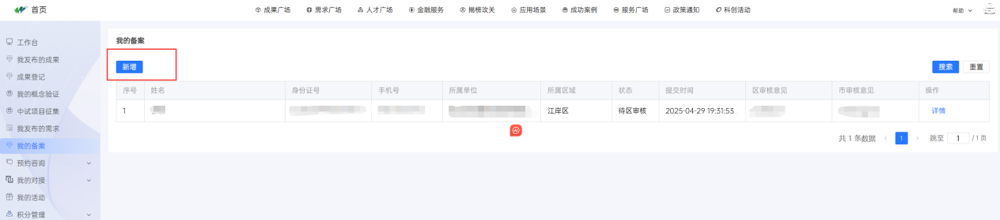 首页 成果广场 需求广场 人才广场 金融服务 揭榜攻关 应用场景 成功案例 服务广场 政策通知 科创活动 帮助
工作台
我发布的成果
成果登记
我的概念验证
中试项目征集
我发布的需求
我的备案
预约咨询
我的对接
我的活动
积分管理
我的备案
新增 搜索 重置
序号 姓名 身份证号 手机号 所属单位 所属区域 状态 提交时间 区审核意见 市审核意见 操作
1 江岸区 待区审核 2025-04-29 19:31:53 详情
共 1 条数据 < 1 > 跳至 1 / 1 页